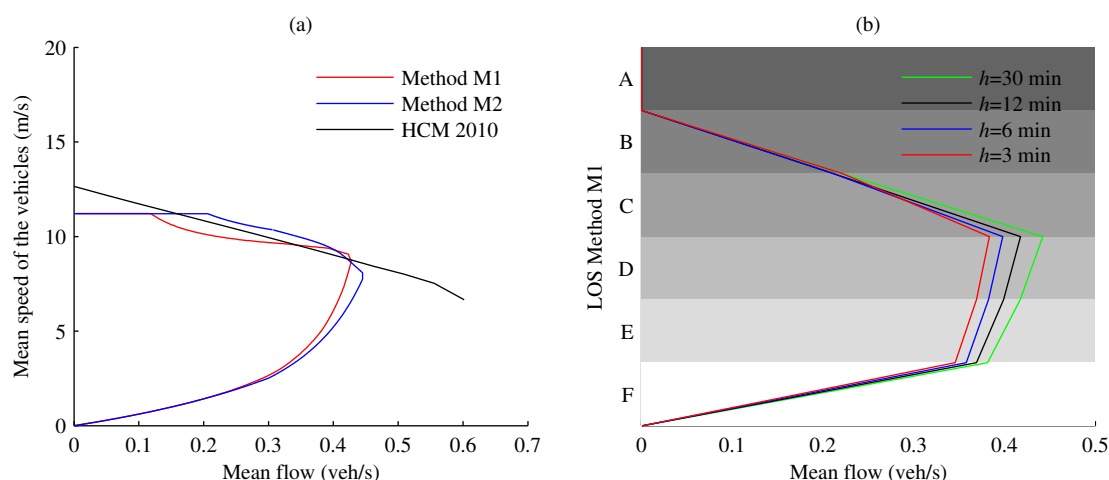 (a)
20
15
10
5
0
Mean speed of the vehicles (m/s)
Method M1
Method M2
HCM 2010
0
0.1
0.2
0.3
0.4
0.5
0.6
0.7
Mean flow (veh/s)
(b)
A
B
C
D
E
F
LOS Method M1
h=30 min
h=12 min
h=6 min
h=3 min
0
0.1
0.2
0.3
0.4
0.5
Mean flow (veh/s)